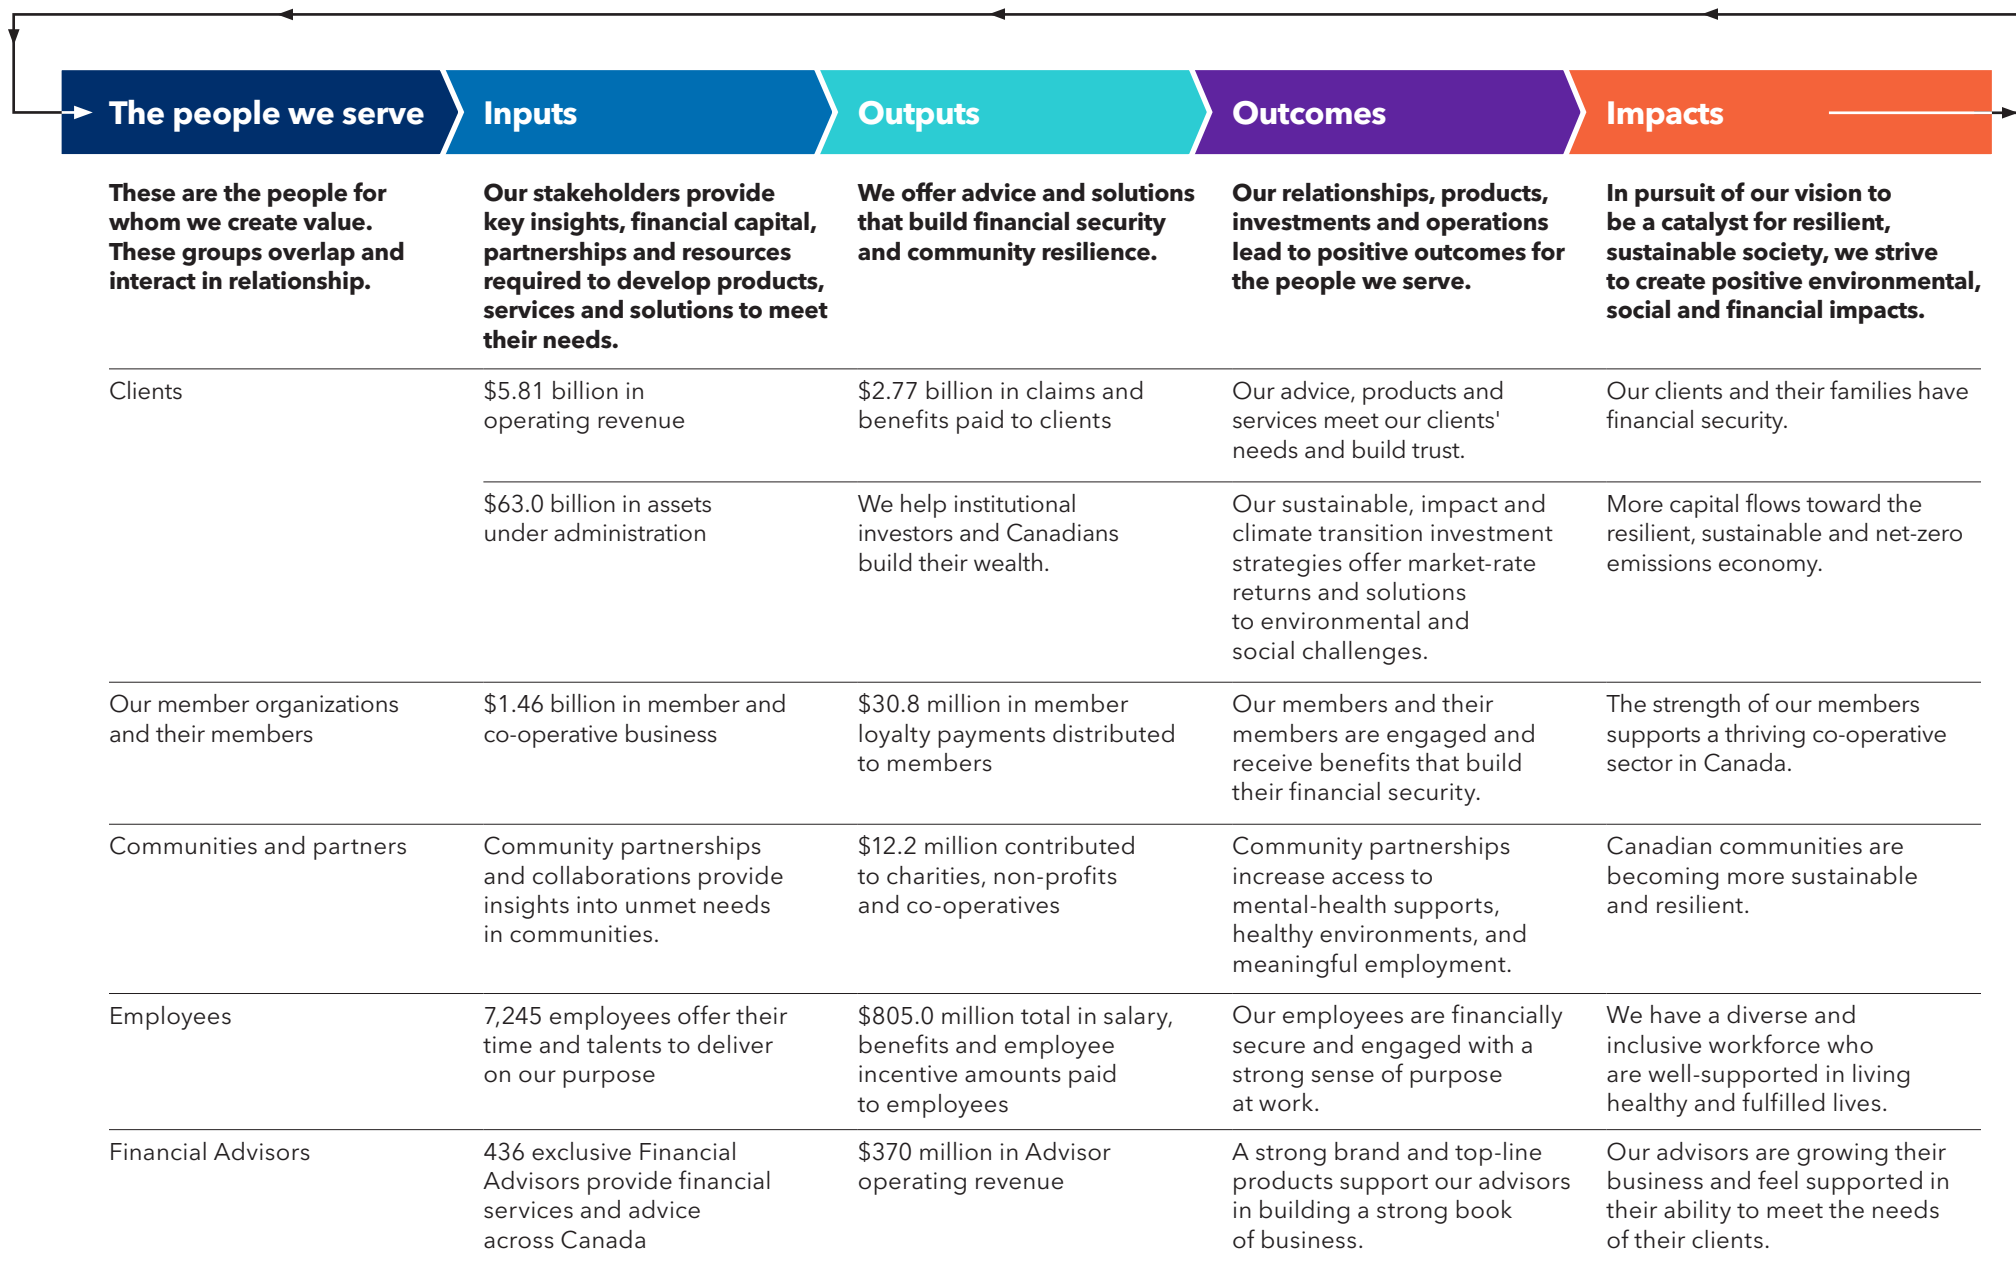 The people we serve
Inputs
Outputs
Outcomes
Impacts
These are the people for
whom we create value.
These groups overlap and
interact in relationship.
Our stakeholders provide
key insights, financial capital,
partnerships and resources
required to develop products,
services and solutions to meet
their needs.
We offer advice and solutions
that build financial security
and community resilience.
Our relationships, products,
investments and operations
lead to positive outcomes for
the people we serve.
In pursuit of our vision to
be a catalyst for resilient,
sustainable society, we strive
to create positive environmental,
social and financial impacts.
Clients
$5.81 billion in
operating revenue
$2.77 billion in claims and
benefits paid to clients
Our advice, products and
services meet our clients'
needs and build trust.
Our clients and their families have
financial security.
$63.0 billion in assets
under administration
We help institutional
investors and Canadians
build their wealth.
Our sustainable, impact and
climate transition investment
strategies offer market-rate
returns and solutions
to environmental and
social challenges.
More capital flows toward the
resilient, sustainable and net-zero
emissions economy.
Our member organizations
and their members
$1.46 billion in member and
co-operative business
$30.8 million in member
loyalty payments distributed
to members
Our members and their
members are engaged and
receive benefits that build
their financial security.
The strength of our members
supports a thriving co-operative
sector in Canada.
Communities and partners
Community partnerships
and collaborations provide
insights into unmet needs
in communities.
$12.2 million contributed
to charities, non-profits
and co-operatives
Community partnerships
increase access to
mental-health supports,
healthy environments, and
meaningful employment.
Canadian communities are
becoming more sustainable
and resilient.
Employees
7,245 employees offer their
time and talents to deliver
on our purpose
$805.0 million total in salary,
benefits and employee
incentive amounts paid
to employees
Our employees are financially
secure and engaged with a
strong sense of purpose
at work.
We have a diverse and
inclusive workforce who
are well-supported in living
healthy and fulfilled lives.
Financial Advisors
436 exclusive Financial
Advisors provide financial
services and advice
across Canada
$370 million in Advisor
operating revenue
A strong brand and top-line
products support our advisors
in building a strong book
of business.
Our advisors are growing their
business and feel supported in
their ability to meet the needs
of their clients.